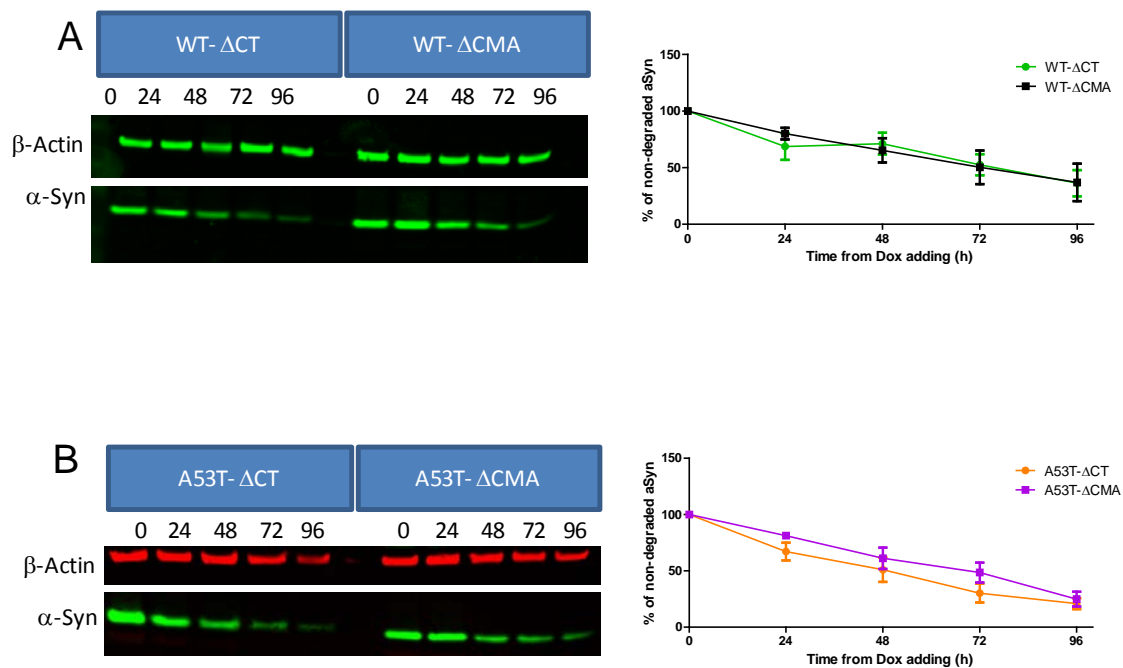 A
WT- ΔCT WT- ΔCMA
0 24 48 72 96 0 24 48 72 96
β-Actin
α-Syn
150
100
50
0
0 24 48 72 96
% of non-degraded aSyn
Time from Dox adding (h)
WT-ΔCT
WT-ΔCMA
B
A53T- ΔCT A53T- ΔCMA
0 24 48 72 96 0 24 48 72 96
β-Actin
α-Syn
150
100
50
0
0 24 48 72 96
% of non-degraded aSyn
Time from Dox adding (h)
A53T-ΔCT
A53T-ΔCMA